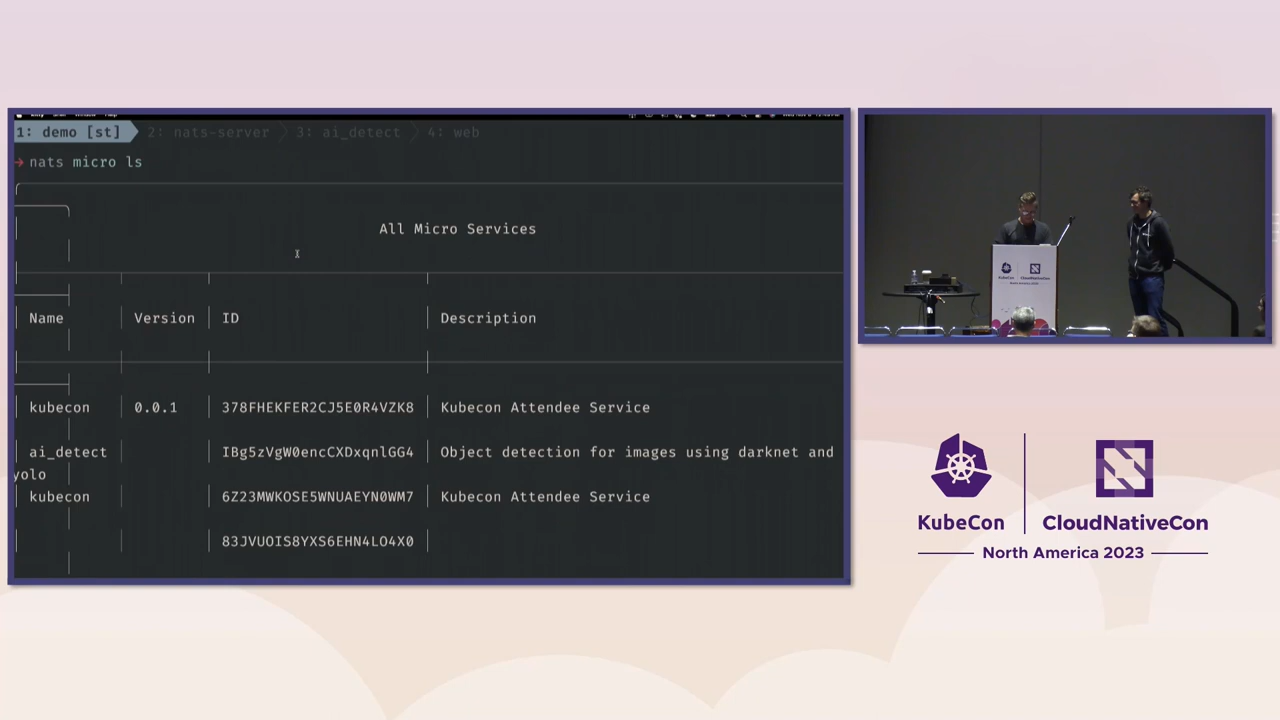 1: demo [st] 2: nats-server 3: ai_detect 4: web
→ nats micro ls
All Micro Services
Name Version ID Description
kubecon 0.0.1 378FHEKFER2CJ5E0R4VZK8 Kubecon Attendee Service
ai_detect IBg5zVgW0encCXDxqnlGG4 Object detection for images using darknet and
yolo
kubecon 6Z23MWKOSE5WNUAEYN0WM7 Kubecon Attendee Service
83JVUOIS8YXS6EHN4LO4X0
KubeCon CloudNativeCon
KubeCon
CloudNativeCon
North America 2023